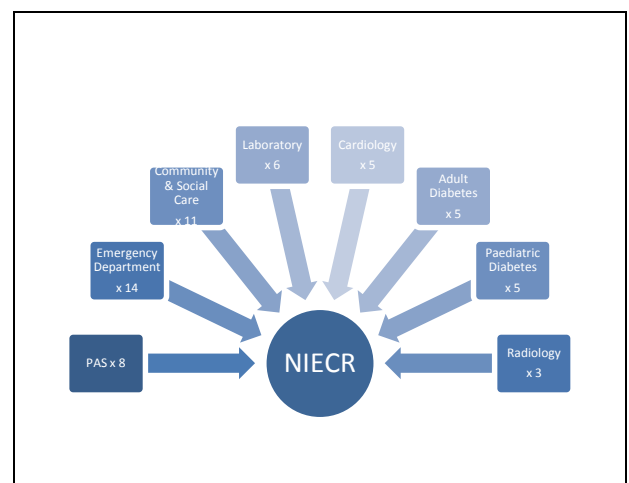 Laboratory
x 6
Cardiology
x 5
Community
& Social
Care
x 11
Adult
Diabetes
x 5
Emergency
Department
x 14
Paediatric
Diabetes
x 5
PAS x 8
NIECR
Radiology
x 3